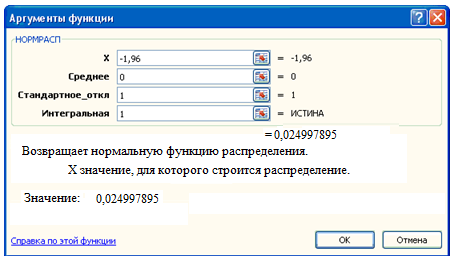 Аргументы функции
НОРМРАСП
X -1,96 = -1,96
Среднее 0 = 0
Стандартное_откл 1 = 1
Интегральная 1 = ИСТИНА
= 0,024997895
Возвращает нормальную функцию распределения.
X значение, для которого строится распределение.
Значение: 0,024997895
Справка по этой функции ОК Отмена